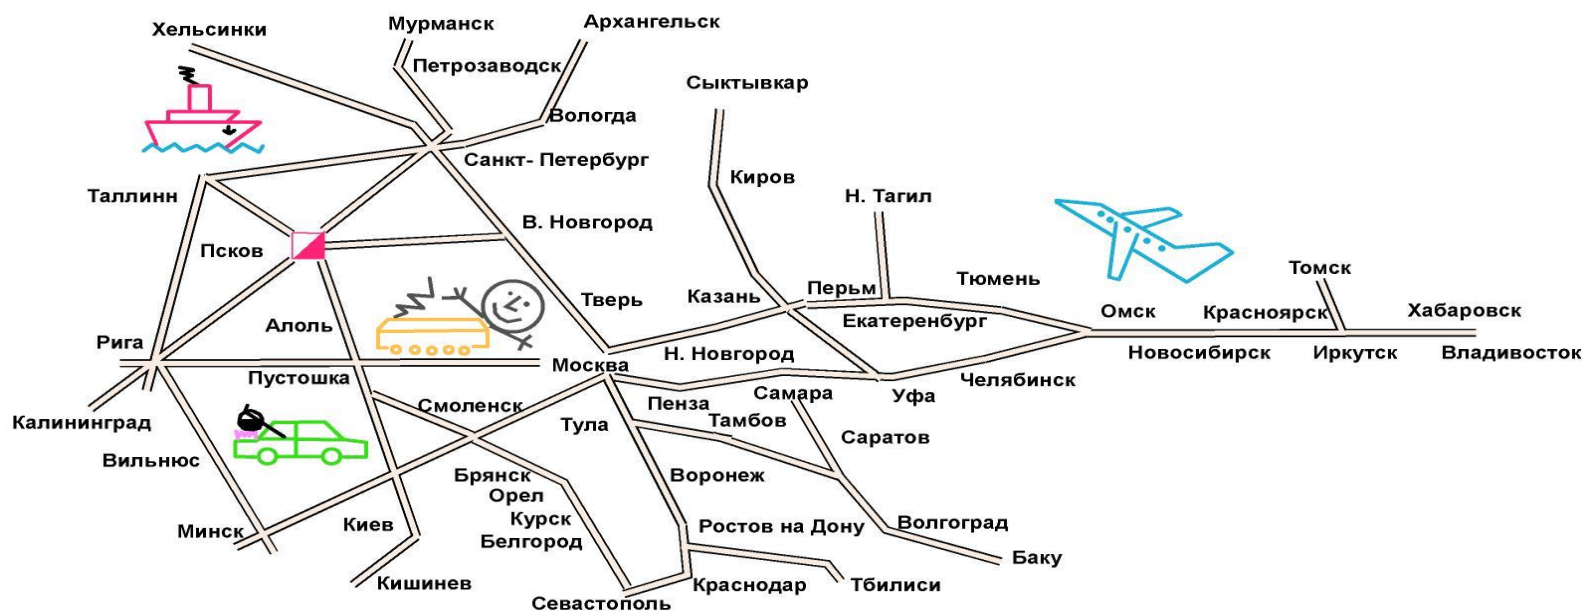 Хельсинки
Мурманск
Архангельск
Петрозаводск
Сыктывкар
Вологда
Санкт- Петербург
Таллинн
Киров
Н. Тагил
В. Новгород
Псков
Томск
Тюмень
Перьм
Казань
Тверь
Омск
Красноярск
Хабаровск
Екатеренбург
Алоль
Рига
Н. Новгород
Москва
Новосибирск
Иркутск
Владивосток
Пустошка
Челябинск
Самара
Уфа
Смоленск
Пенза
Калининград
Тула
Тамбов
Саратов
Вильнюс
Брянск
Воронеж
Орел
Курск
Минск
Киев
Ростов на Дону
Волгоград
Белгород
Баку
Кишинев
Краснодар
Тбилиси
Севастополь